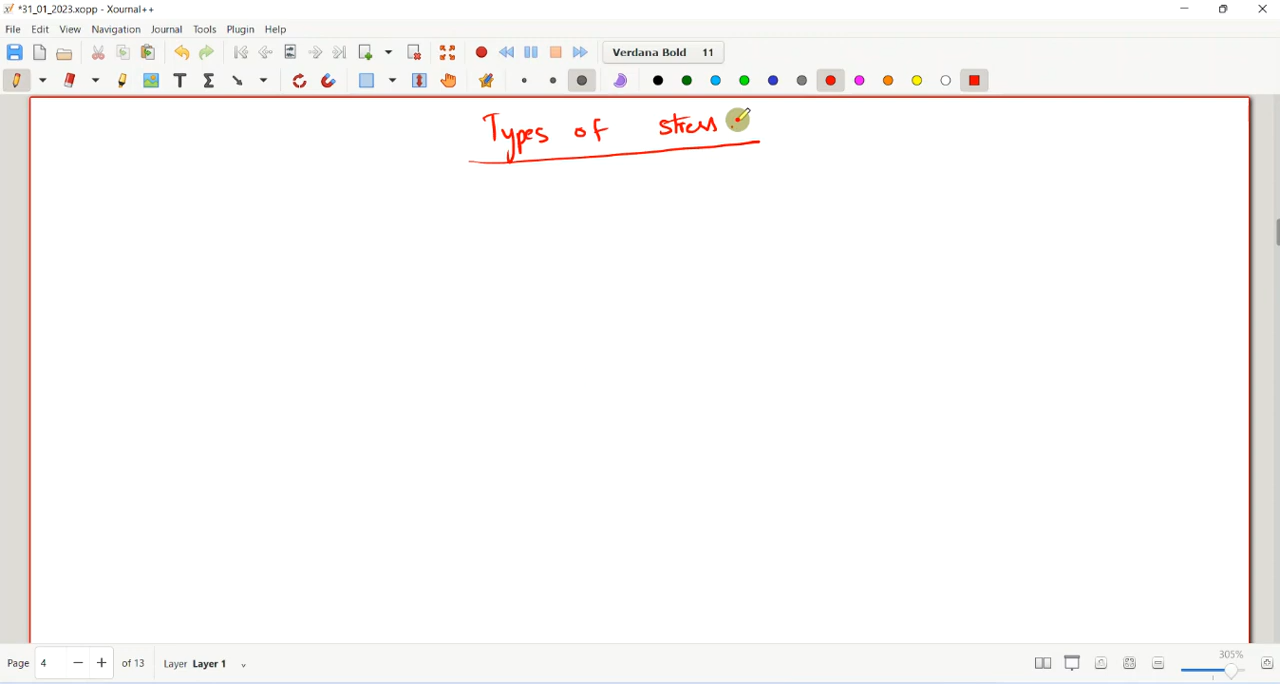 *31_01_2023.xopp - Xournal++
File Edit View Navigation Journal Tools Plugin Help
Verdana Bold 11
Types of stress
Page 4 of 13 Layer Layer 1 305%